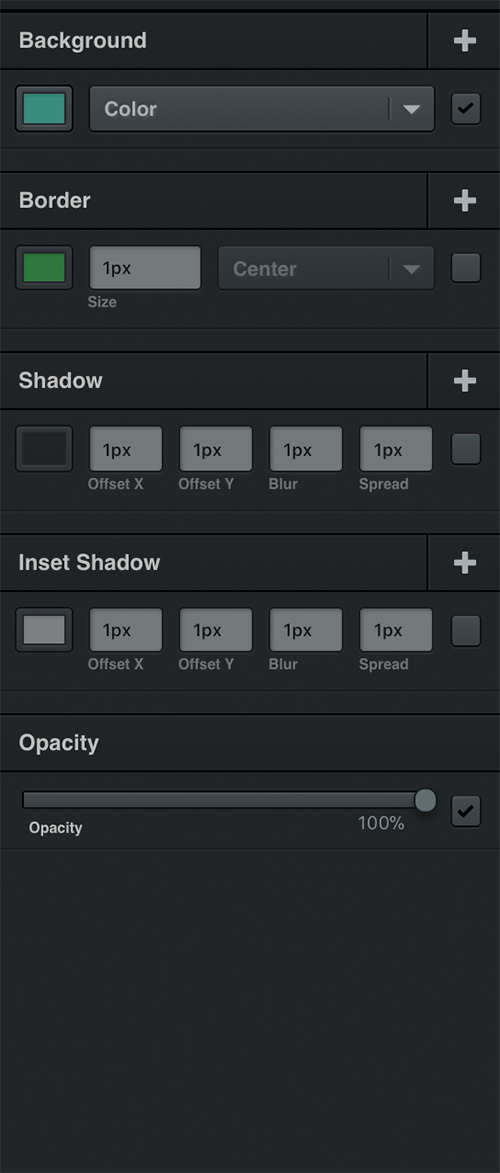 Background
Color
Border
1px Center
Size
Shadow
1px 1px 1px 1px
Offset X Offset Y Blur Spread
Inset Shadow
1px 1px 1px 1px
Offset X Offset Y Blur Spread
Opacity
Opacity 100%